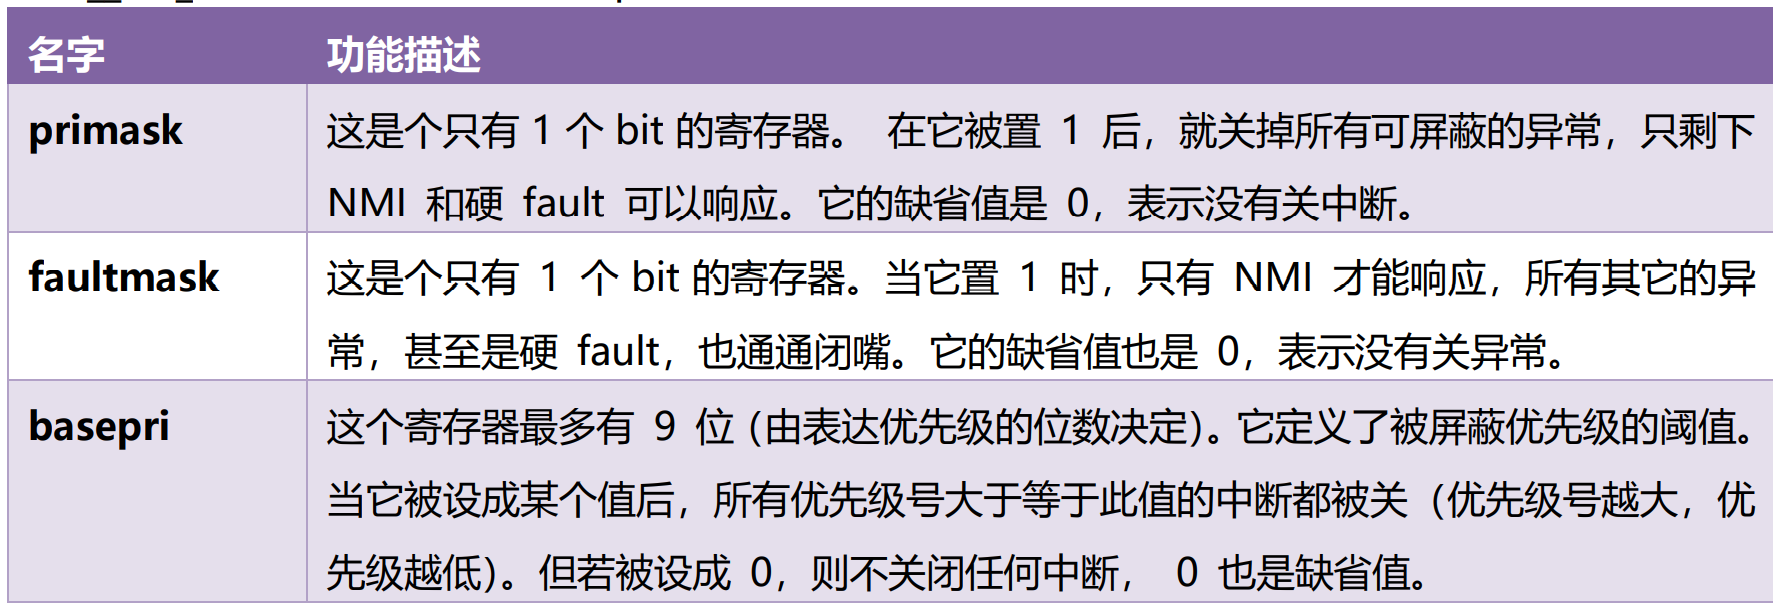 名字 功能描述
primask 这是个只有 1 个 bit 的寄存器。 在它被置 1 后，就关掉所有可屏蔽的异常，只剩下
NMI 和硬 fault 可以响应。它的缺省值是 0，表示没有关中断。
faultmask 这是个只有 1 个 bit 的寄存器。当它置 1 时，只有 NMI 才能响应，所有其它的异
常，甚至是硬 fault，也通通闭嘴。它的缺省值也是 0，表示没有关异常。
basepri 这个寄存器最多有 9 位（由表达优先级的位数决定）。它定义了被屏蔽优先级的阈值。
当它被设成某个值后，所有优先级号大于等于此值的中断都被关（优先级号越大，优
先级越低）。但若被设成 0，则不关闭任何中断， 0 也是缺省值。